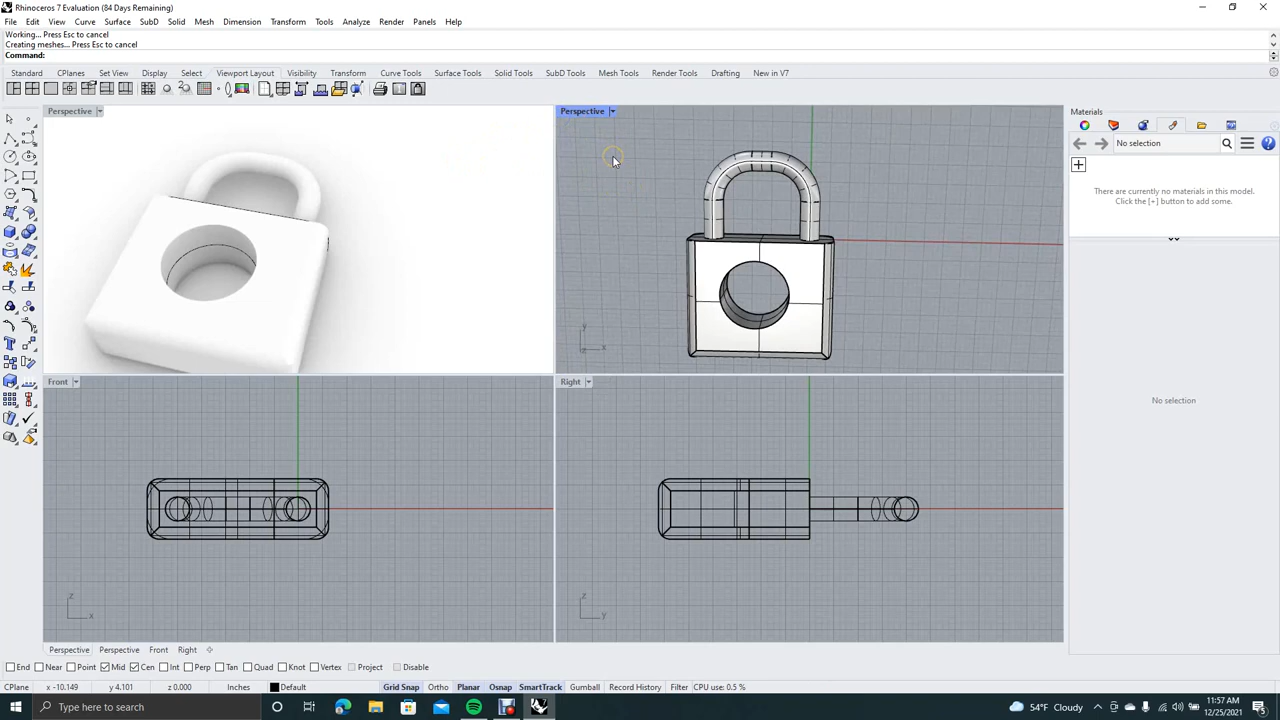 Rhinoceros 7 Evaluation (84 Days Remaining)
File Edit View Curve Surface SubD Solid Mesh Dimension Transform Tools Analyze Render Panels Help
Working... Press Esc to cancel
Creating meshes... Press Esc to cancel
Command:
Standard CPlanes Set View Display Select Viewport Layout Visibility Transform Curve Tools Surface Tools Solid Tools SubD Tools Mesh Tools Render Tools Drafting New in V7
Perspective
Perspective
Materials
No selection
There are currently no materials in this model.
Click the [+] button to add some.
y
x
z
Front
Right
No selection
z
x
z
y
Perspective Perspective Front Right
End Near Point Mid Cen Int Perp Tan Quad Knot Vertex Project Disable
CPlane x -10.149 y 4.101 z 0.000 Inches Default Grid Snap Ortho Planar Osnap SmartTrack Gumball Record History Filter CPU use: 0.5 %
Type here to search
54°F Cloudy
11:57 AM
12/25/2021